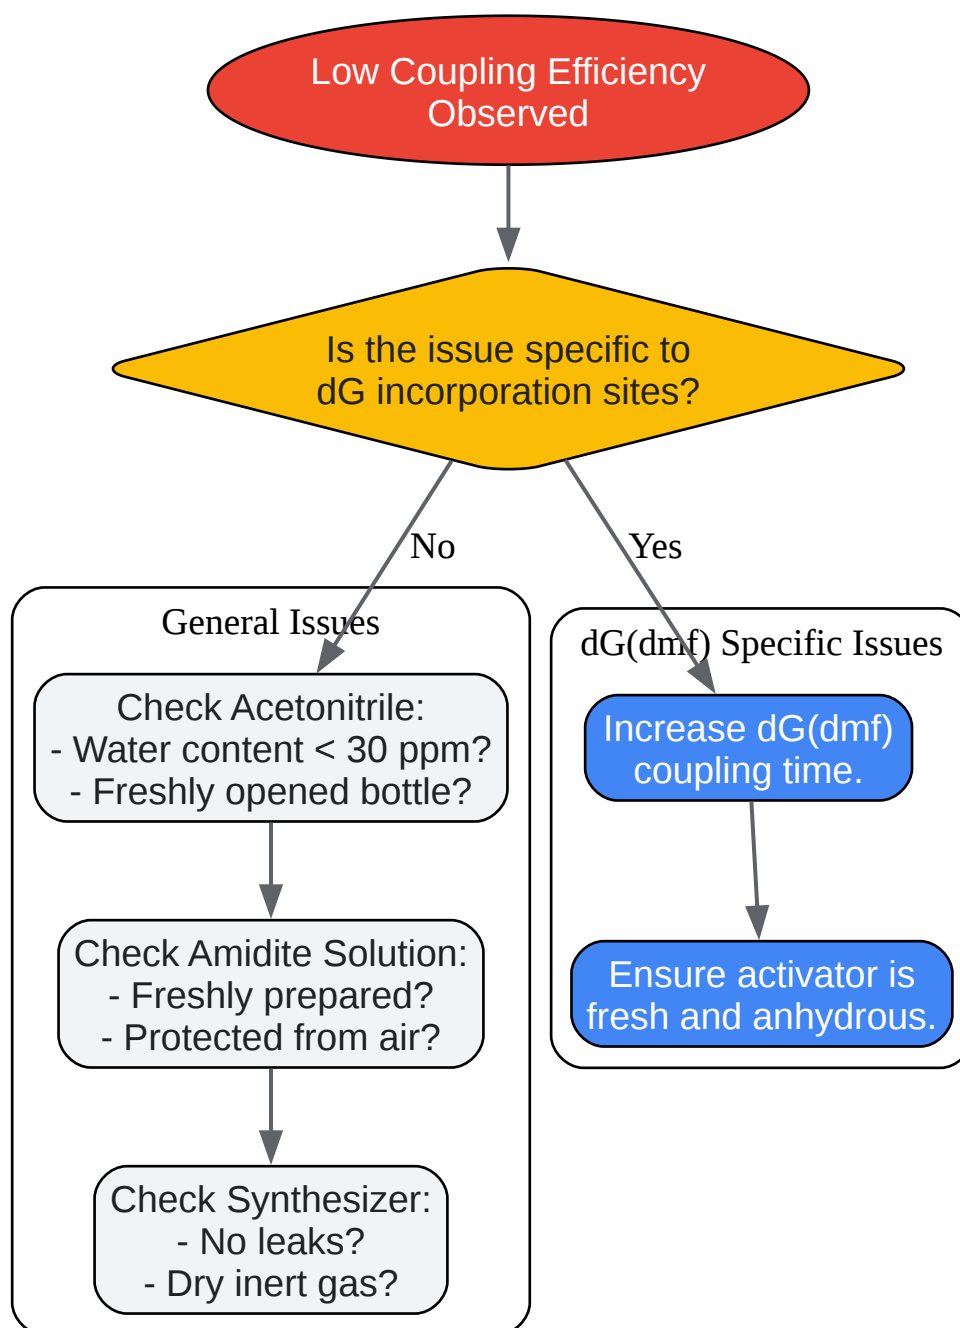 Low Coupling Efficiency
Observed
Is the issue specific to
dG incorporation sites?
No
Yes
General Issues
Check Acetonitrile:
- Water content < 30 ppm?
- Freshly opened bottle?
Check Amidite Solution:
- Freshly prepared?
- Protected from air?
Check Synthesizer:
- No leaks?
- Dry inert gas?
dG(dmf) Specific Issues
Increase dG(dmf)
coupling time.
Ensure activator is
fresh and anhydrous.